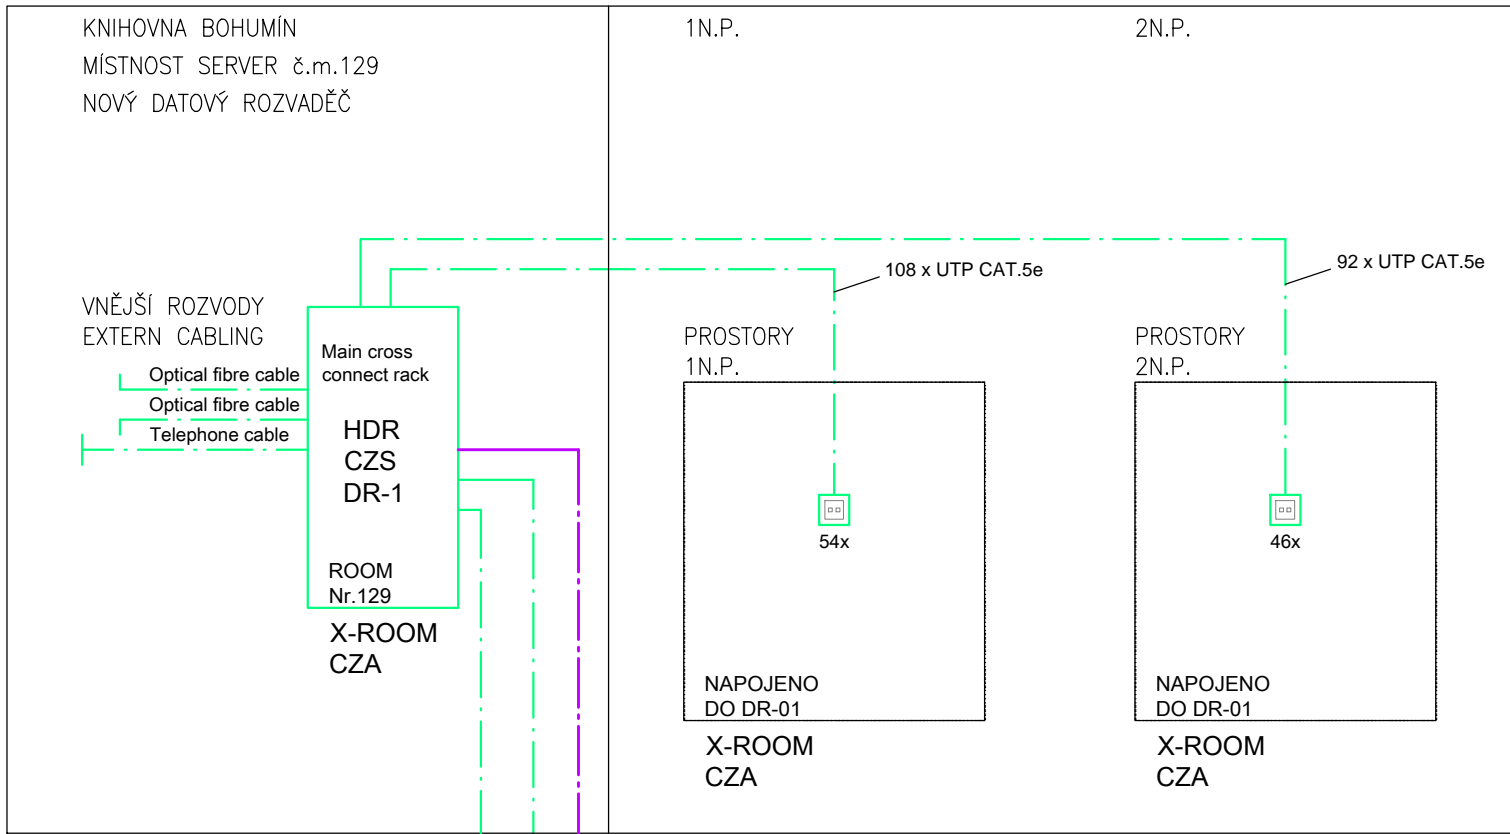 KNIHOVNA BOHUMÍN
MÍSTNOST SERVER č.m.129
NOVÝ DATOVÝ ROZVADĚČ
1N.P.
2N.P.
108 x UTP CAT.5e
92 x UTP CAT.5e
VNĚJŠÍ ROZVODY
EXTERN CABLING
Optical fibre cable
Optical fibre cable
Telephone cable
Main cross
connect rack
HDR
CZS
DR-1
ROOM
Nr.129
X-ROOM
CZA
PROSTORY
1N.P.
54x
NAPOJENO
DO DR-01
X-ROOM
CZA
PROSTORY
2N.P.
46x
NAPOJENO
DO DR-01
X-ROOM
CZA